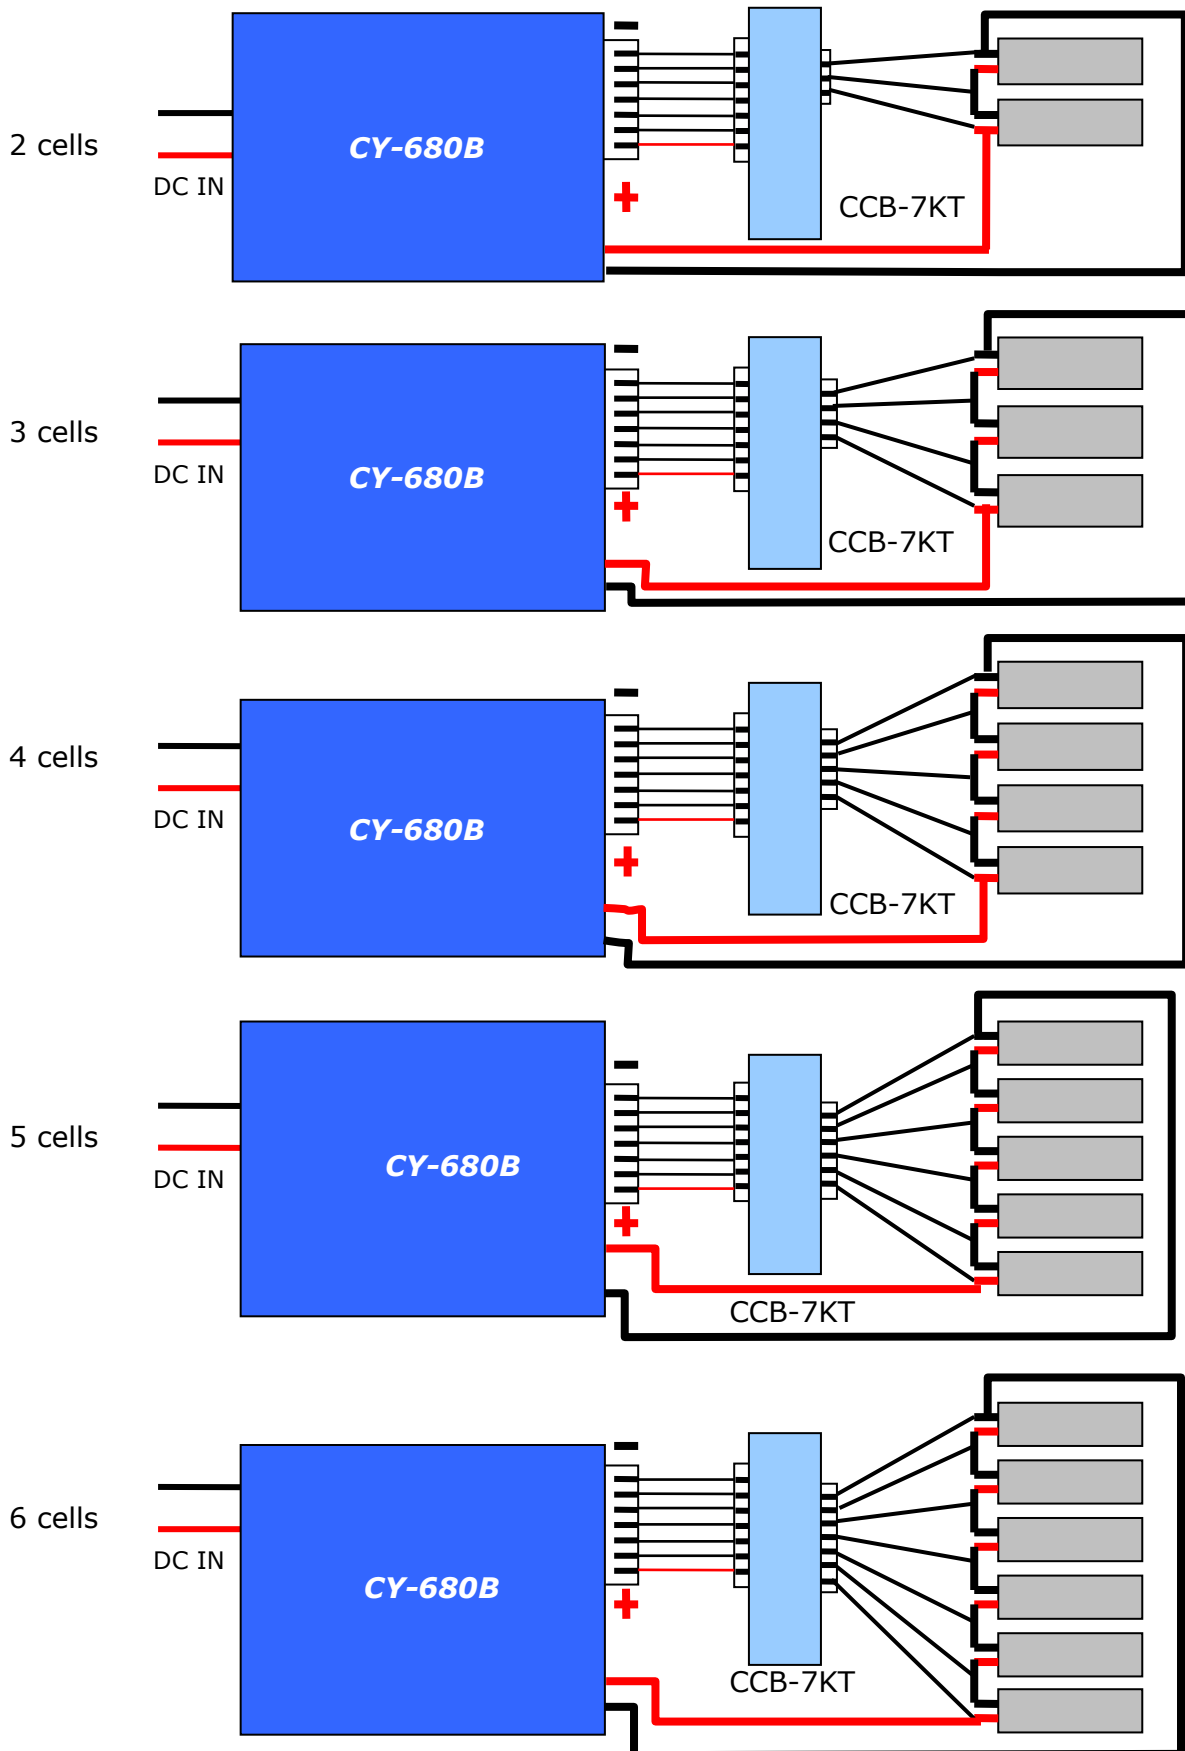 2 cells
CY-680B
DC IN
CCB-7KT
3 cells
CY-680B
DC IN
CCB-7KT
4 cells
CY-680B
DC IN
CCB-7KT
5 cells
CY-680B
DC IN
CCB-7KT
6 cells
CY-680B
DC IN
CCB-7KT